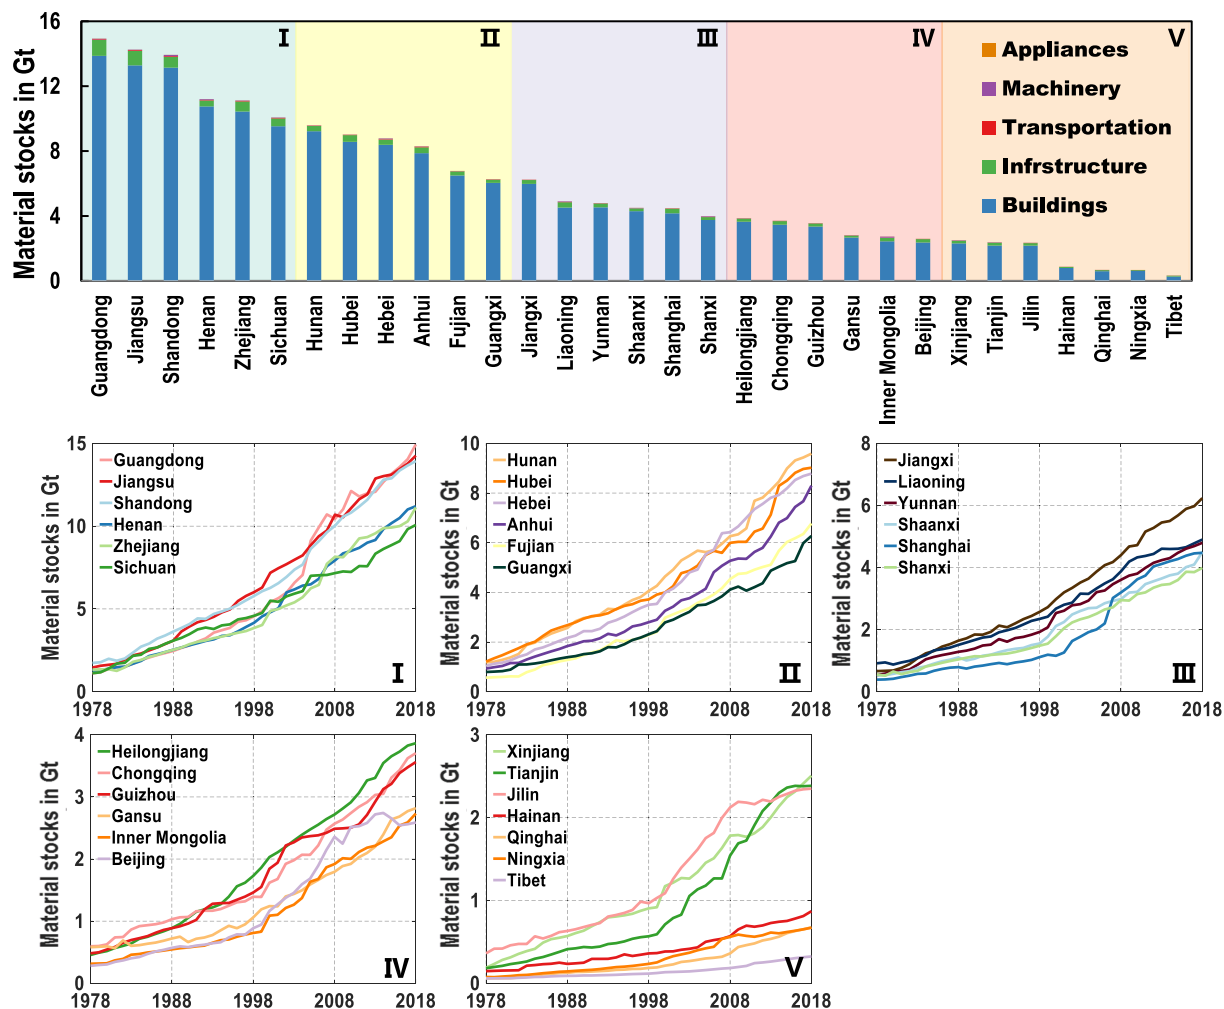 Material stocks in Gt
16
12
8
4
0
I
II
III
IV
V
Appliances
Machinery
Transportation
Infrstructure
Buildings
Guangdong
Jiangsu
Shandong
Henan
Zhejiang
Sichuan
Hunan
Hubei
Hebei
Anhui
Fujian
Guangxi
Jiangxi
Liaoning
Yunnan
Shaanxi
Shanghai
Shanxi
Heilongjiang
Chongqing
Guizhou
Gansu
Inner Mongolia
Beijing
Xinjiang
Tianjin
Jilin
Hainan
Qinghai
Ningxia
Tibet
Material stocks in Gt
15
10
5
0
Guangdong
Jiangsu
Shandong
Henan
Zhejiang
Sichuan
I
1978
1988
1998
2008
2018
Material stocks in Gt
10
8
6
4
2
0
Hunan
Hubei
Hebei
Anhui
Fujian
Guangxi
II
1978
1988
1998
2008
2018
Material stocks in Gt
8
6
4
2
0
Jiangxi
Liaoning
Yunnan
Shaanxi
Shanghai
Shanxi
III
1978
1988
1998
2008
2018
Material stocks in Gt
4
3
2
1
0
Heilongjiang
Chongqing
Guizhou
Gansu
Inner Mongolia
Beijing
IV
1978
1988
1998
2008
2018
Material stocks in Gt
3
2
1
0
Xinjiang
Tianjin
Jilin
Hainan
Qinghai
Ningxia
Tibet
V
1978
1988
1998
2008
2018